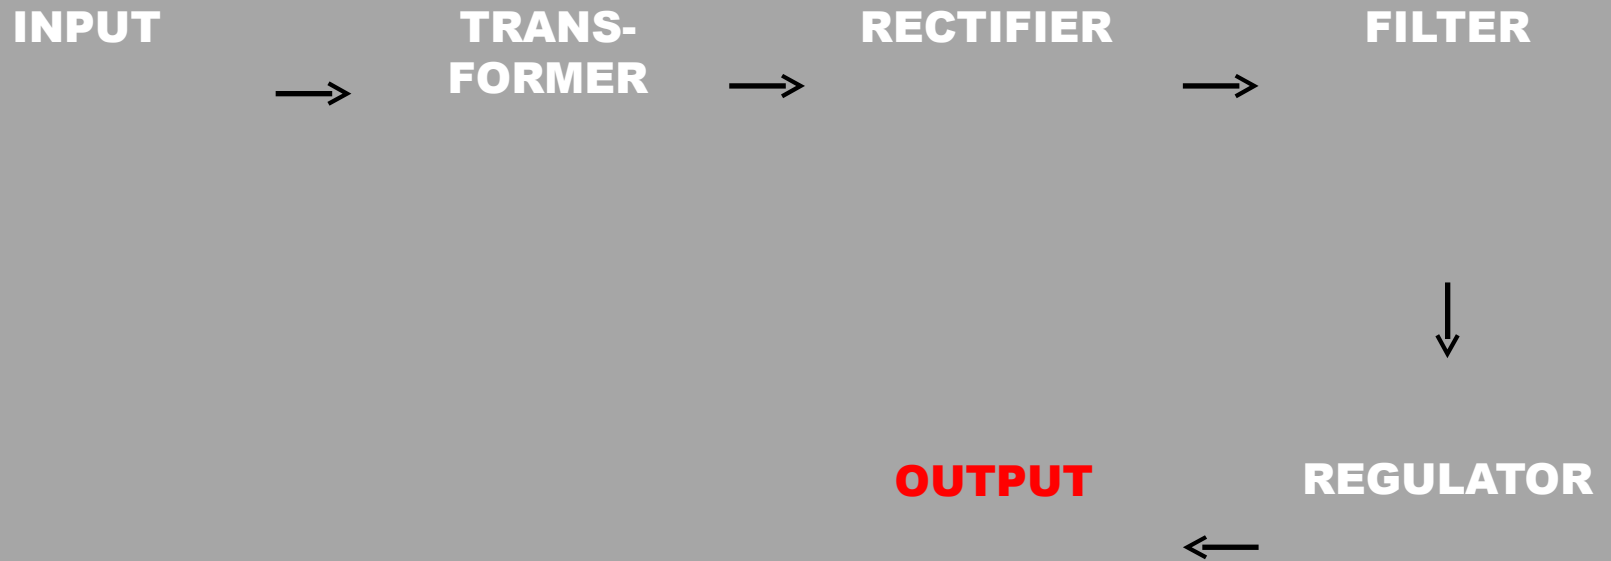 INPUT
TRANS-
FORMER
RECTIFIER
FILTER
OUTPUT
REGULATOR